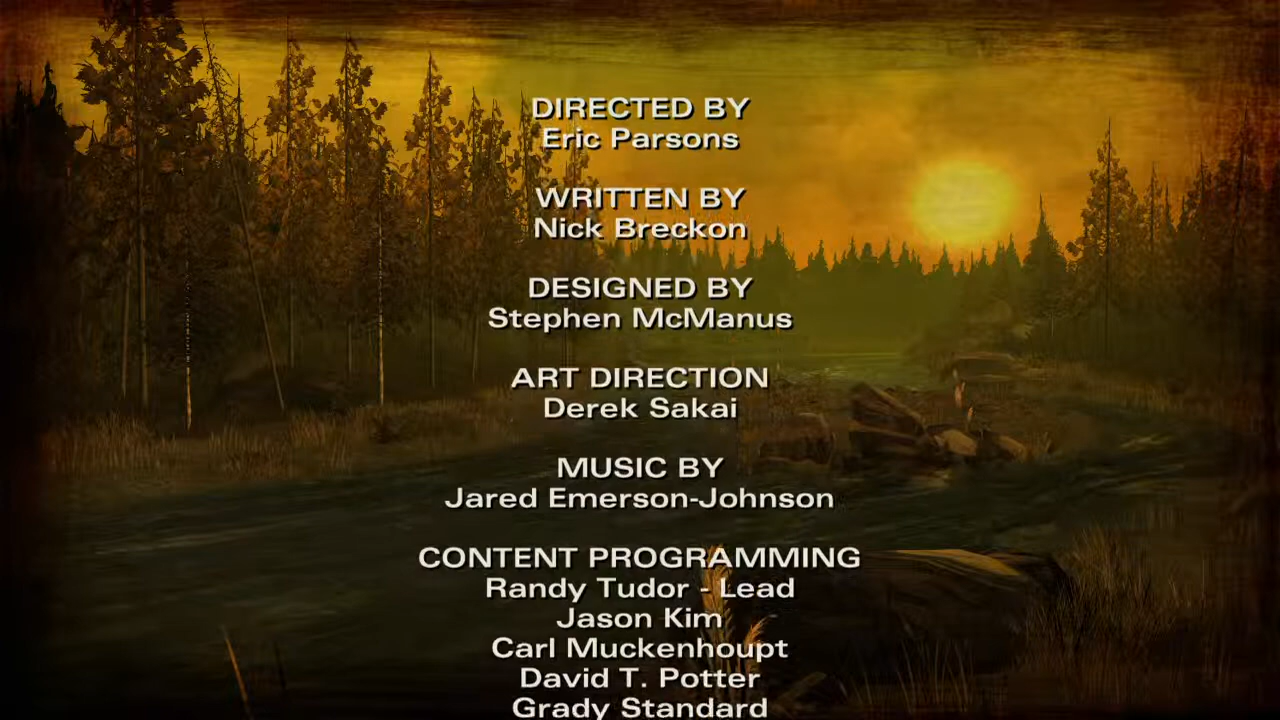 DIRECTED BY
Eric Parsons
WRITTEN BY
Nick Breckon
DESIGNED BY
Stephen McManus
ART DIRECTION
Derek Sakai
MUSIC BY
Jared Emerson-Johnson
CONTENT PROGRAMMING
Randy Tudor - Lead
Jason Kim
Carl Muckenhoupt
David T. Potter
Grady Standard